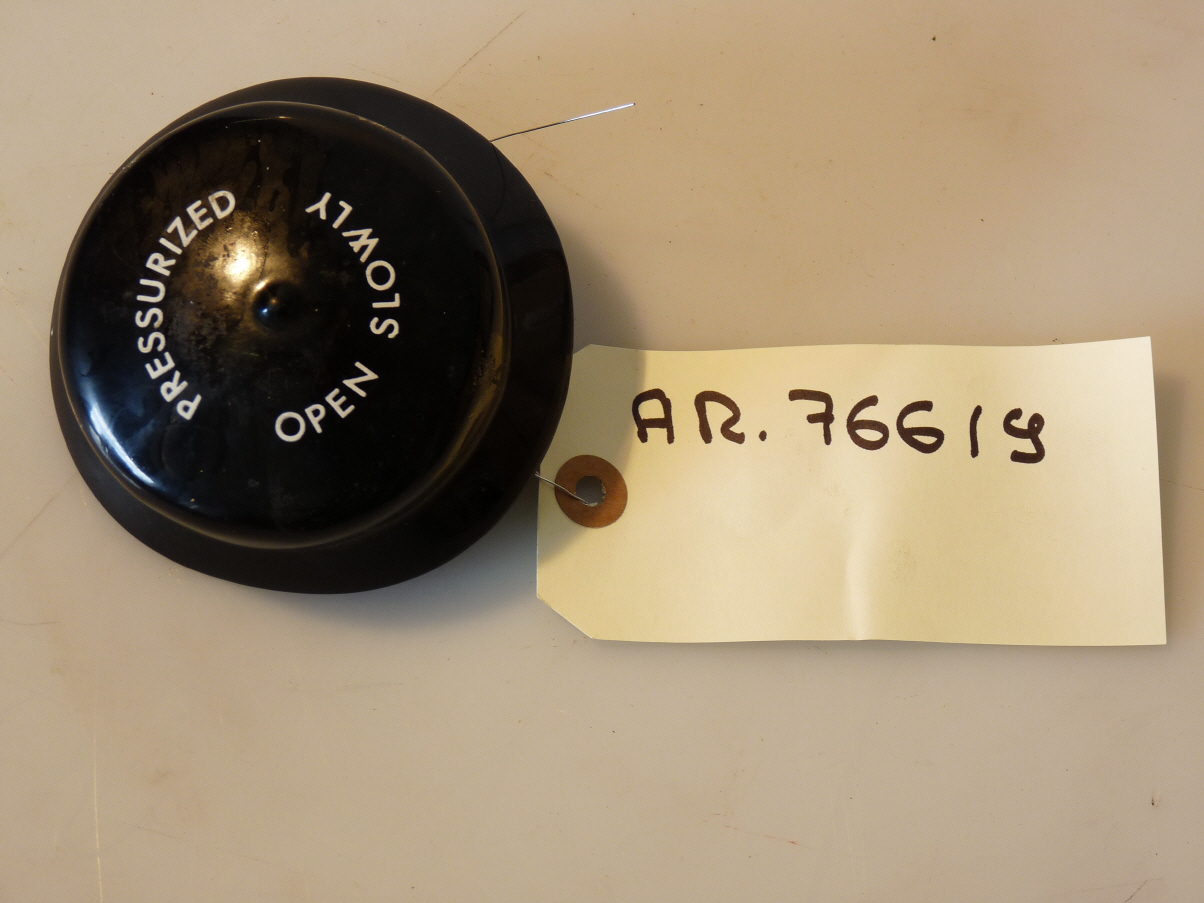 PRESSURIZED
OPEN SLOWLY
AR. 76619